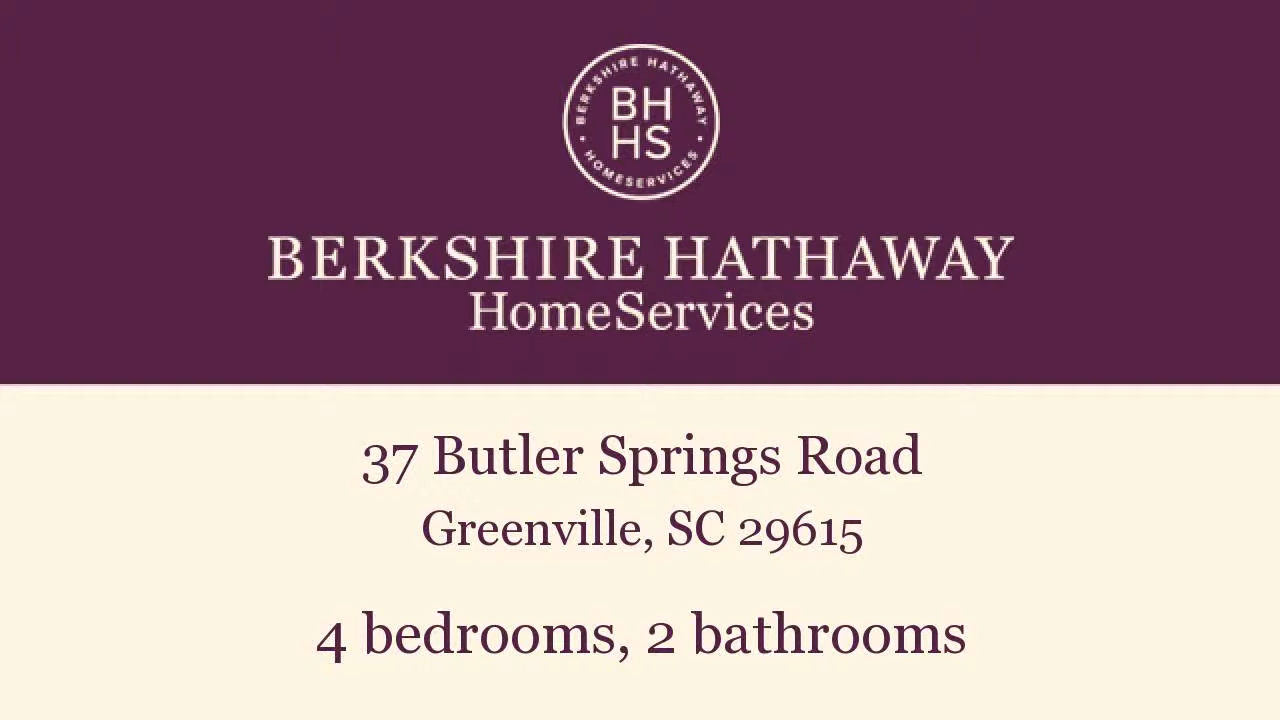 BERKSHIRE HATHAWAY
BH
HS
HOMESERVICES
BERKSHIRE HATHAWAY
HomeServices
37 Butler Springs Road
Greenville, SC 29615
4 bedrooms, 2 bathrooms